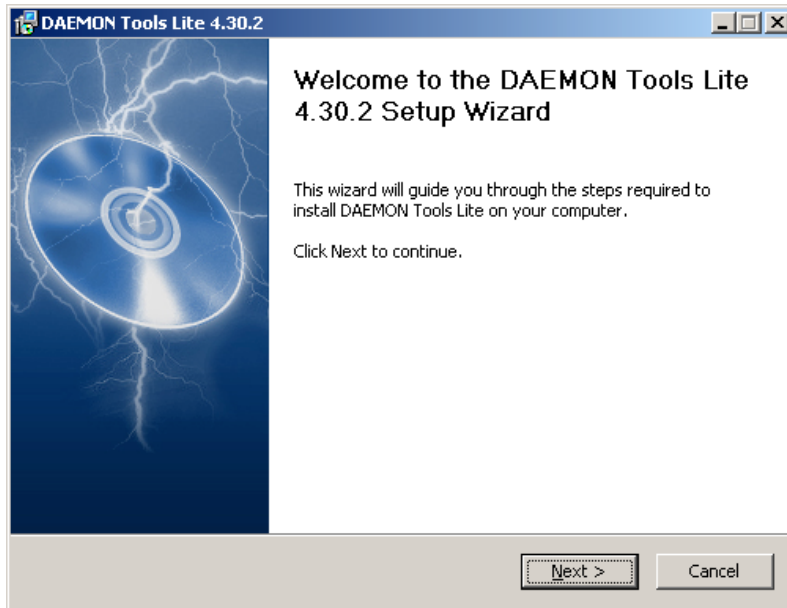 DAEMON Tools Lite 4.30.2
Welcome to the DAEMON Tools Lite
4.30.2 Setup Wizard
This wizard will guide you through the steps required to
install DAEMON Tools Lite on your computer.
Click Next to continue.
Next >
Cancel